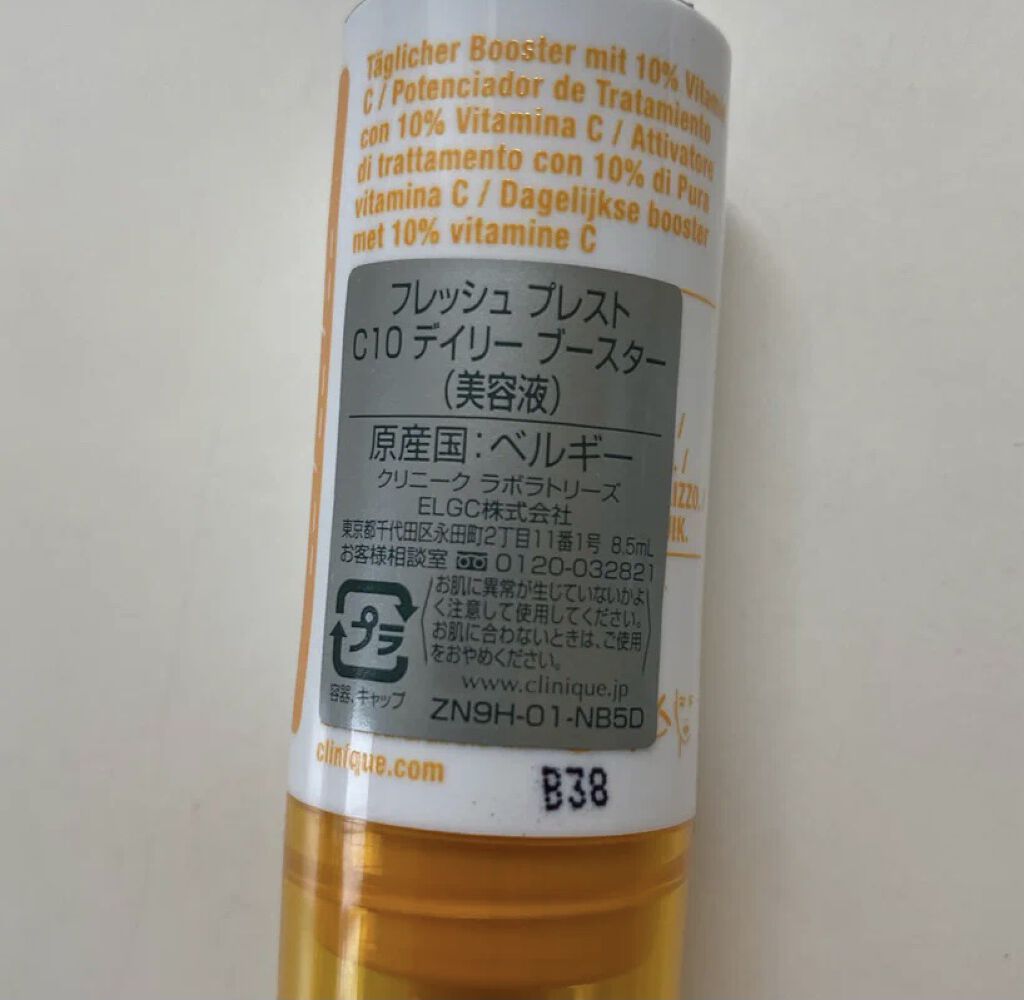 Täglicher Booster mit 10%
C / Potenciador de Tratamiento
con 10% Vitamina C / Attivatore
di trattamento con 10% di Pura
vitamina C / Dagelijkse booster
met 10% vitamine C
フレッシュ プレスト
C10 デイリー ブースター
(美容液)
原産国:ベルギー
クリニーク ラボラトリーズ
ELGC株式会社
東京都千代田区永田町2丁目11番1号 8.5mL
お客様相談室 0120-032821
お肌に異常が生じていないかよ
く注意して使用してください。
お肌に合わないときは、ご使用
をおやめください。
プラ
容器、キャップ
www.clinique.jp
ZN9H-01-NB5D
clinique.com
B38